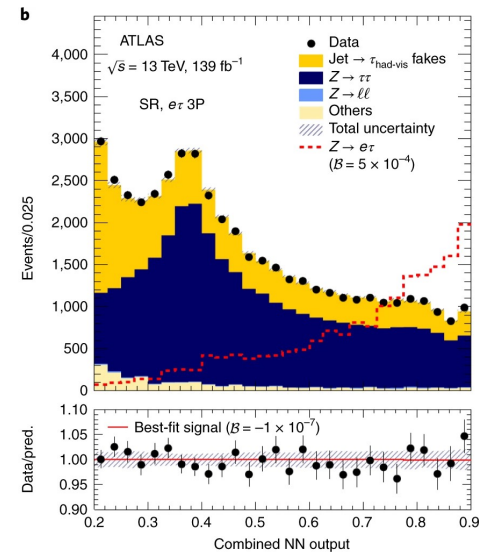 b
ATLAS
√s = 13 TeV, 139 fb⁻¹
SR, eτ 3P
Data
Jet → τhad-vis fakes
Z → ττ
Z → ℓℓ
Others
Total uncertainty
Z → eτ
(ℬ = 5 × 10⁻⁴)
Events/0.025
4,000
3,500
3,000
2,500
2,000
1,500
1,000
500
0
Best-fit signal (ℬ = −1 × 10⁻⁷)
Data/pred.
1.10
1.05
1.00
0.95
0.90
0.2 0.3 0.4 0.5 0.6 0.7 0.8 0.9
Combined NN output